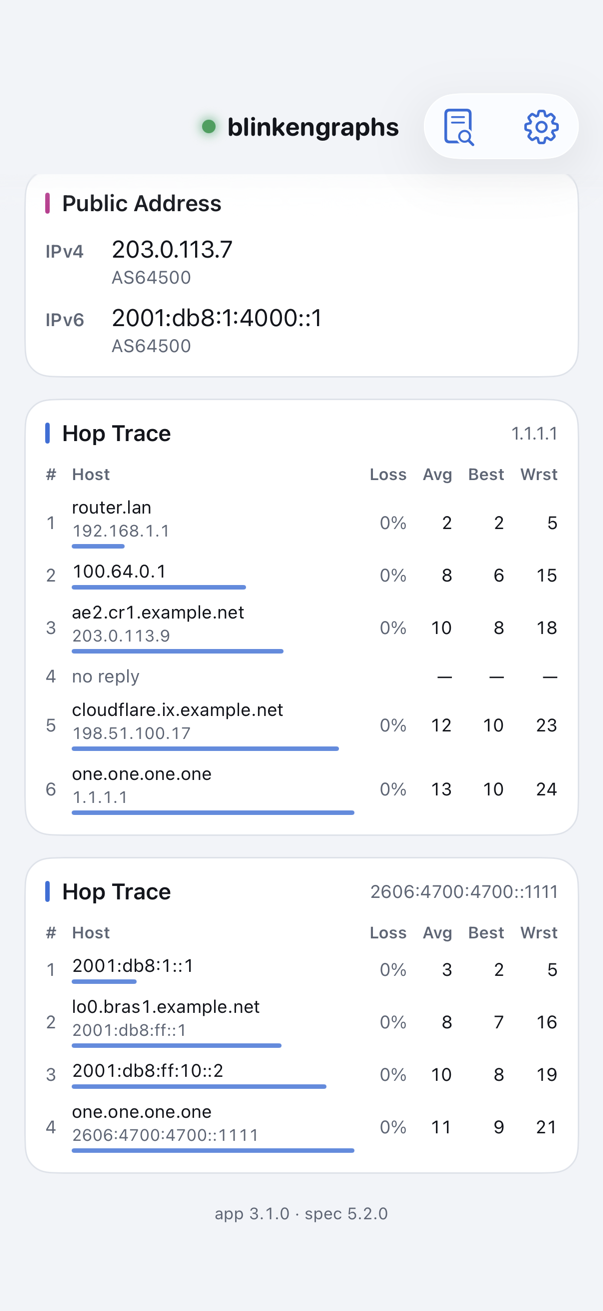 blinkengraphs
Public Address
IPv4 203.0.113.7
AS64500
IPv6 2001:db8:1:4000::1
AS64500
Hop Trace 1.1.1.1
# Host Loss Avg Best Wrst
router.lan
1 192.168.1.1 0% 2 2 5
2 100.64.0.1 0% 8 6 15
ae2.cr1.example.net
3 203.0.113.9 0% 10 8 18
4 no reply — — —
cloudflare.ix.example.net
5 198.51.100.17 0% 12 10 23
one.one.one.one
6 1.1.1.1 0% 13 10 24
Hop Trace 2606:4700:4700::1111
# Host Loss Avg Best Wrst
1 2001:db8:1::1 0% 3 2 5
lo0.bras1.example.net
2 2001:db8:ff::1 0% 8 7 16
3 2001:db8:ff:10::2 0% 10 8 19
one.one.one.one
4 2606:4700:4700::1111 0% 11 9 21
app 3.1.0 · spec 5.2.0